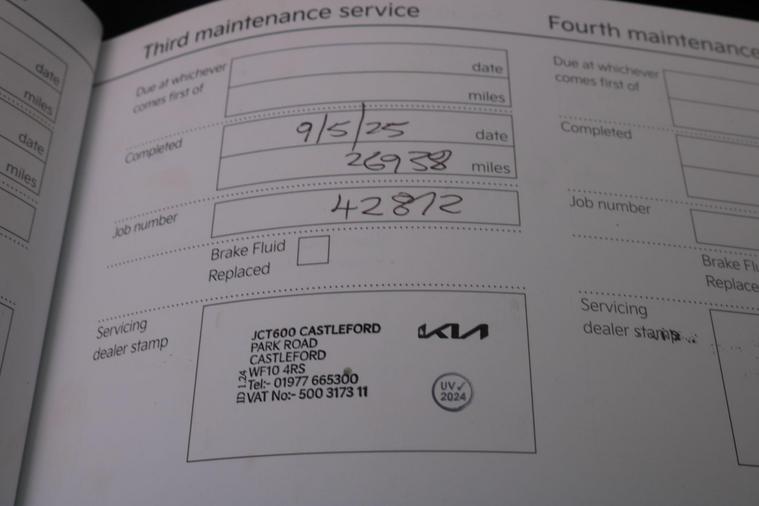 Third maintenance service
Due at whichever
comes first of
date
miles
Completed
9/5/25 date
26938 miles
Job number
42872
Brake Fluid
Replaced
Servicing
dealer stamp
JCT600 CASTLEFORD
PARK ROAD
CASTLEFORD
WF10 4RS
Tel:- 01977 665300
VAT No:- 500 3173 11
ID 1.24
KIA
UV✓
2024
Fourth maintenance
Due at whichever
comes first of
Completed
Job number
Brake Flu
Replace
Servicing
dealer stamp
date
miles
date
miles